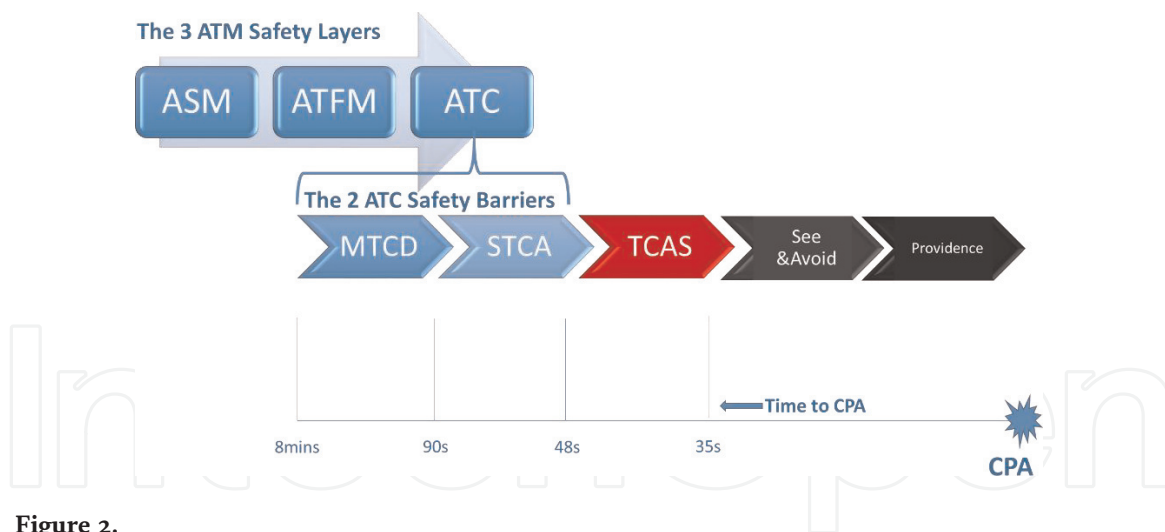 The 3 ATM Safety Layers
ASM ATFM ATC
The 2 ATC Safety Barriers
MTCD STCA TCAS See
&Avoid Providence
Time to CPA
8mins 90s 48s 35s
CPA
IntechOpen
Figure 2.